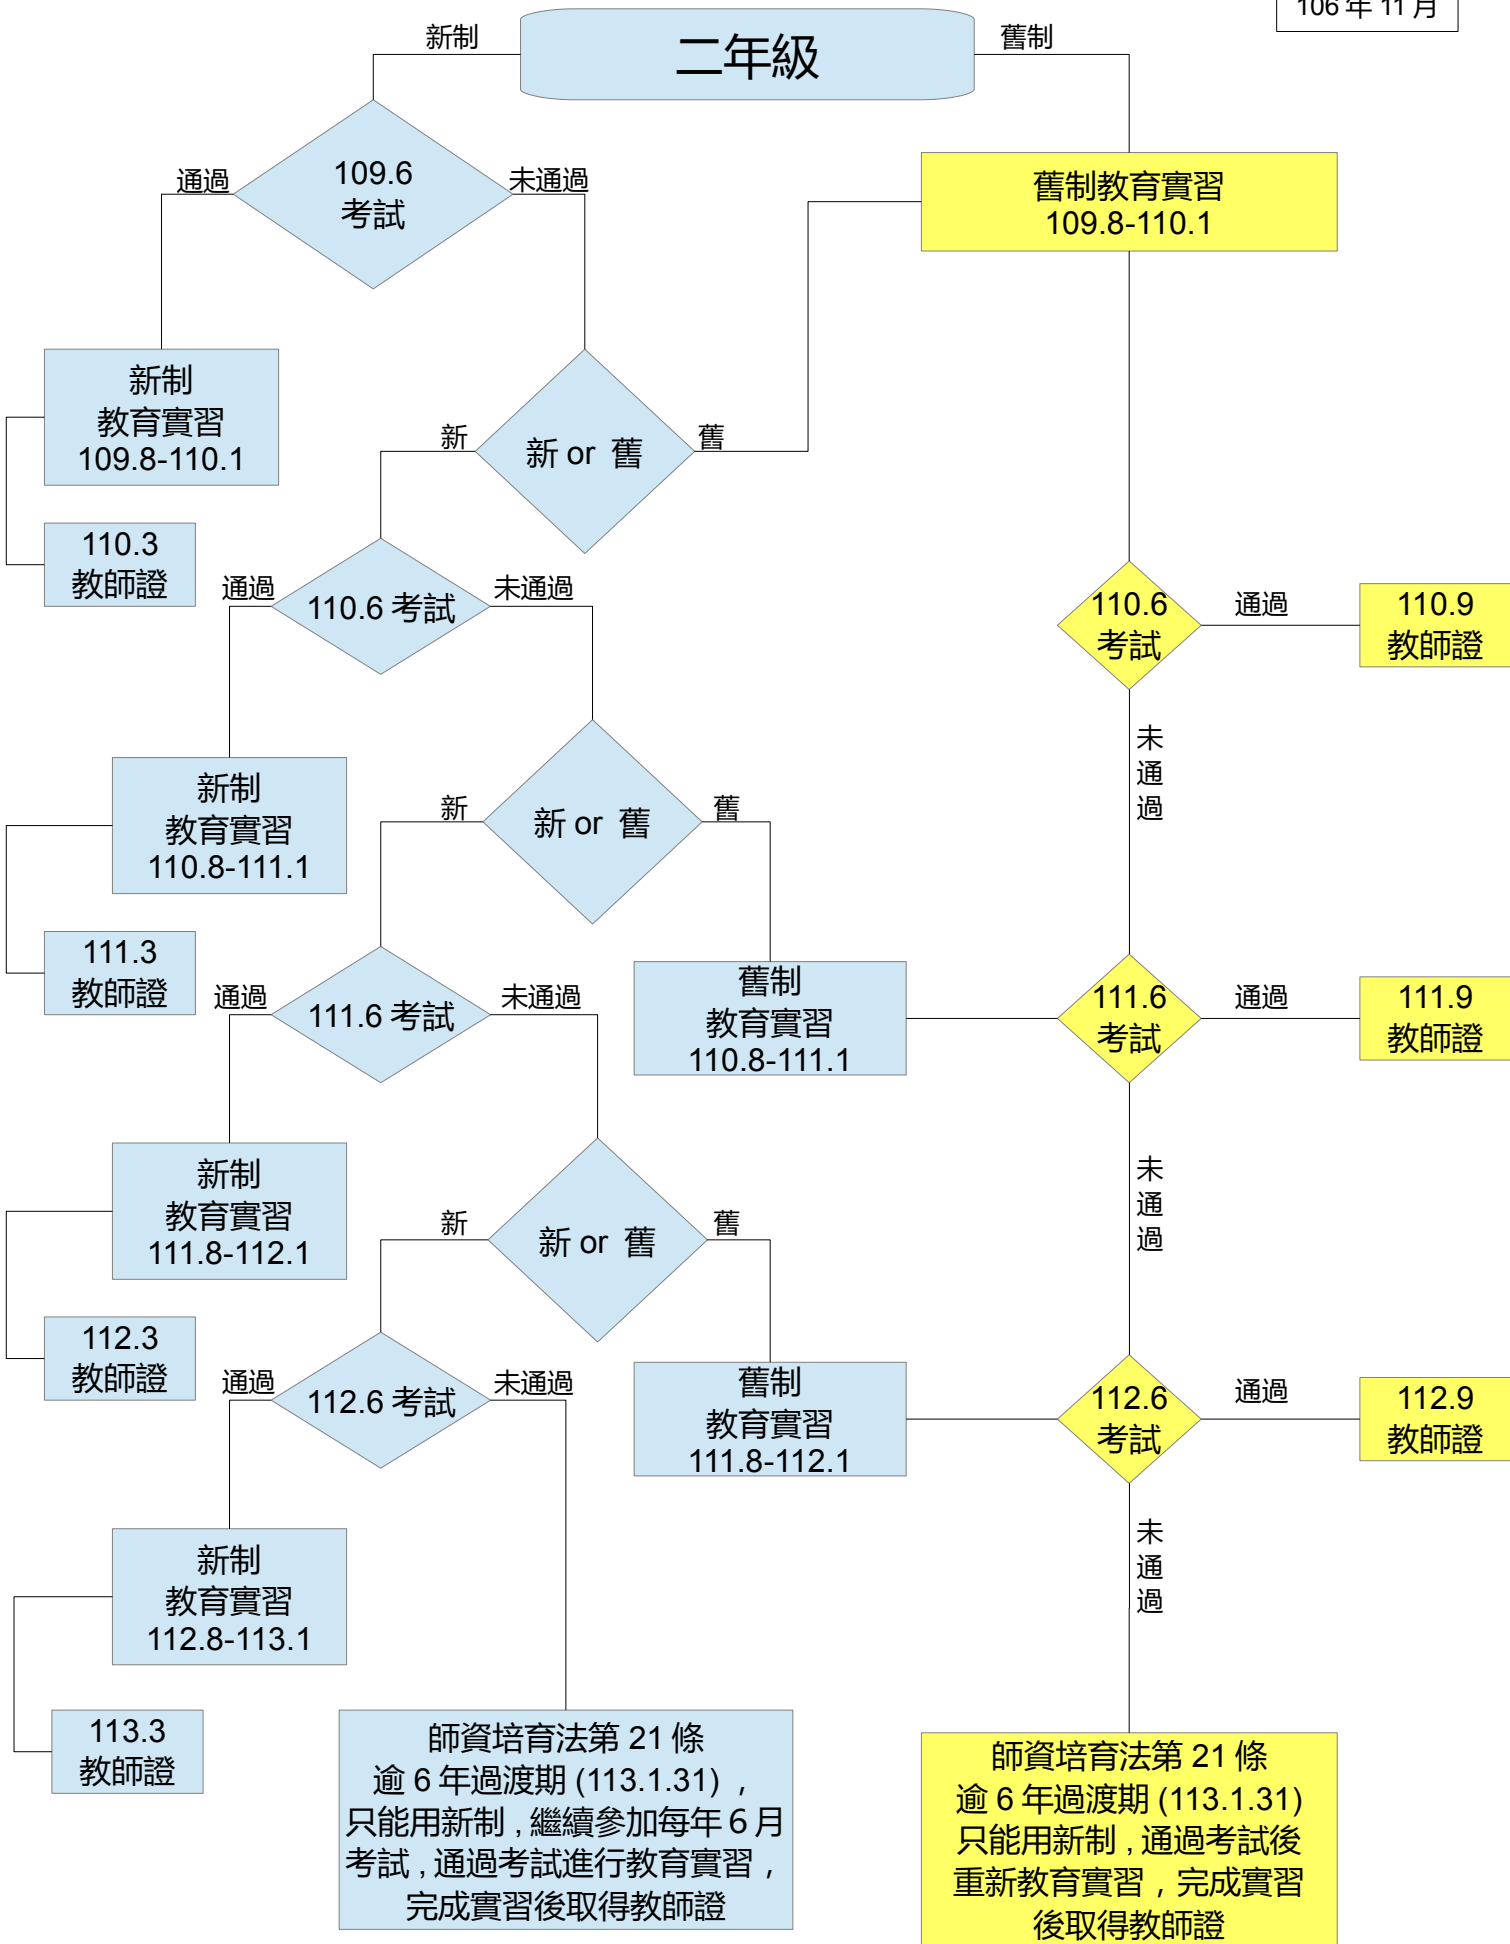 106 年 11 月
二年級
新制
舊制
109.6
考試
通過
未通過
舊制教育實習
109.8-110.1
新制
教育實習
109.8-110.1
新 or 舊
新
舊
110.3
教師證
110.6 考試
通過
未通過
110.6
考試
通過
110.9
教師證
未
通
過
新制
教育實習
110.8-111.1
新 or 舊
新
舊
111.3
教師證
111.6 考試
通過
未通過
舊制
教育實習
110.8-111.1
111.6
考試
通過
111.9
教師證
未
通
過
新制
教育實習
111.8-112.1
新 or 舊
新
舊
112.3
教師證
112.6 考試
通過
未通過
舊制
教育實習
111.8-112.1
112.6
考試
通過
112.9
教師證
未
通
過
新制
教育實習
112.8-113.1
113.3
教師證
師資培育法第 21 條
逾 6 年過渡期 (113.1.31) ，
只能用新制 , 繼續參加每年 6 月
考試 , 通過考試進行教育實習 ,
完成實習後取得教師證
師資培育法第 21 條
逾 6 年過渡期 (113.1.31)
只能用新制 , 通過考試後
重新教育實習 , 完成實習
後取得教師證